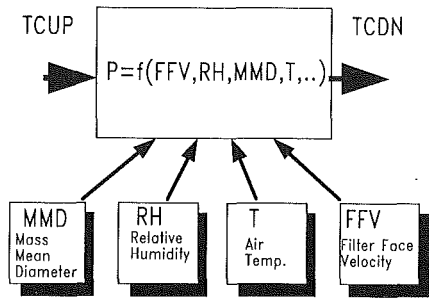 TCUP
TCDN
P=f(FFV,RH,MMD,T,..)
MMD
Mass
Mean
Diameter
RH
Relative
Humidity
T
Air
Temp.
FFV
Filter Face
Velocity